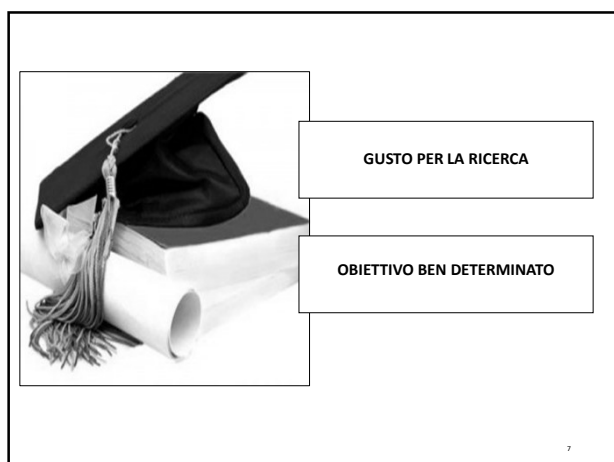 GUSTO PER LA RICERCA
OBIETTIVO BEN DETERMINATO
7